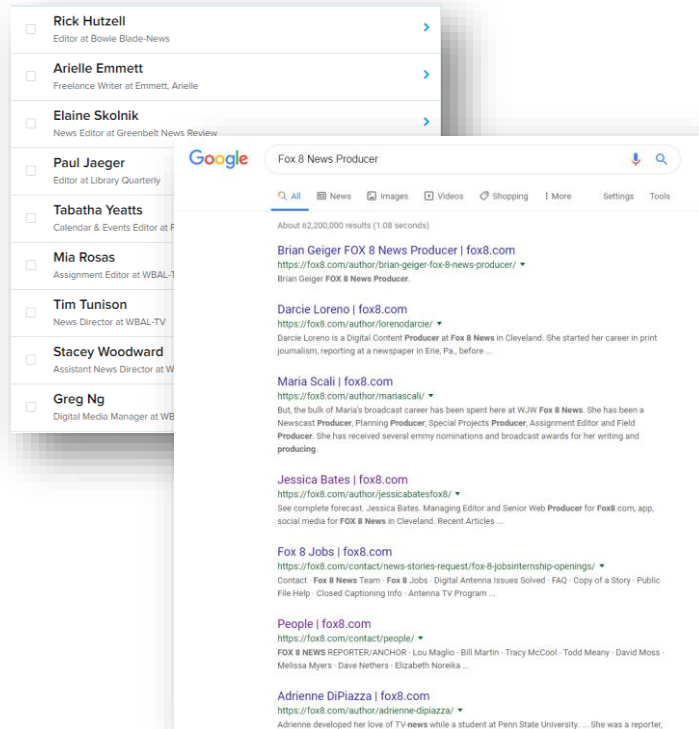 Rick Hutzell
Editor at Bowie Blade-News
Arielle Emmett
Freelance Writer at Emmett, Arielle
Elaine Skolnik
News Editor at Greenbelt News Review
Paul Jaeger
Editor at Library Quarterly
Tabatha Yeatts
Calendar & Events Editor at
Mia Rosas
Assignment Editor at WBAL-T
Tim Tunison
News Director at WBAL-TV
Stacey Woodward
Assistant News Director at W
Greg Ng
Digital Media Manager at WB
Google
Fox 8 News Producer
All News Images Videos Shopping More Settings Tools
About 62,200,000 results (1.08 seconds)
Brian Geiger FOX 8 News Producer | fox8.com
https://fox8.com/author/brian-geiger-fox-8-news-producer/
Brian Geiger FOX 8 News Producer.
Darcie Loreno | fox8.com
https://fox8.com/author/lorenodarcie/
Darcie Loreno is a Digital Content Producer at Fox 8 News in Cleveland. She started her career in print
journalism, reporting at a newspaper in Erie, Pa., before ...
Maria Scali | fox8.com
https://fox8.com/author/mariascali/
But, the bulk of Maria's broadcast career has been spent here at WJW Fox 8 News. She has been a
Newscast Producer, Planning Producer, Special Projects Producer, Assignment Editor and Field
Producer. She has received several emmy nominations and broadcast awards for her writing and
producing.
Jessica Bates | fox8.com
https://fox8.com/author/jessicabatesfox8/
See complete forecast. Jessica Bates. Managing Editor and Senior Web Producer for Fox8.com, app,
social media for FOX 8 News in Cleveland. Recent Articles ...
Fox 8 Jobs | fox8.com
https://fox8.com/contact/news-stories-request/fox-8-jobsinternship-openings/
Contact · Fox 8 News Team · Fox 8 Jobs · Digital Antenna Issues Solved · FAQ · Copy of a Story · Public
File Help · Closed Captioning Info · Antenna TV Program ...
People | fox8.com
https://fox8.com/contact/people/
FOX 8 NEWS REPORTER/ANCHOR · Lou Maglio · Bill Martin · Tracy McCool · Todd Meany · David Moss ·
Melissa Myers · Dave Nethers · Elizabeth Noreika ...
Adrienne DiPiazza | fox8.com
https://fox8.com/author/adrienne-dipiazza/
Adrienne developed her love of TV-news while a student at Penn State University. ... She was a reporter,